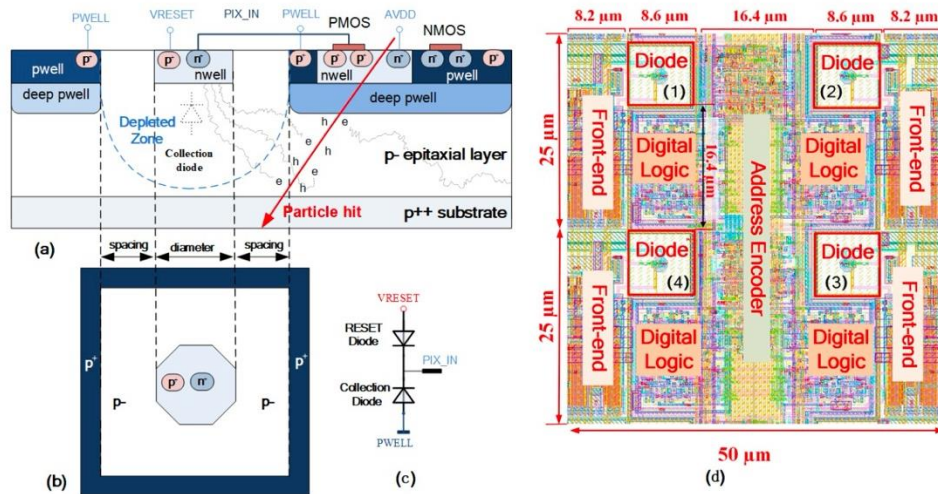 PWELL
VRESET
PIX_IN
PWELL
PMOS
AVDD
NMOS
p-
p-
n+
p-
p-
p-
n+
pwell
nwell
nwell
pwell
deep pwell
deep pwell
Depleted
Zone
Collection
diode
h
e
h
e
h
e
p- epitaxial layer
Particle hit
p++ substrate
(a)
spacing
diameter
spacing
p+
p-
p-
n+
p-
p+
(b)
VRESET
RESET
Diode
PIX_IN
Collection
Diode
PWELL
(c)
8.2 µm
8.6 µm
16.4 µm
8.6 µm
8.2 µm
Diode
(1)
Diode
(2)
25 µm
Front-end
Digital
Logic
16.4 µm
Address Encoder
Digital
Logic
Front-end
Diode
(4)
Diode
(3)
25 µm
Front-end
Digital
Logic
Digital
Logic
Front-end
50 µm
(d)